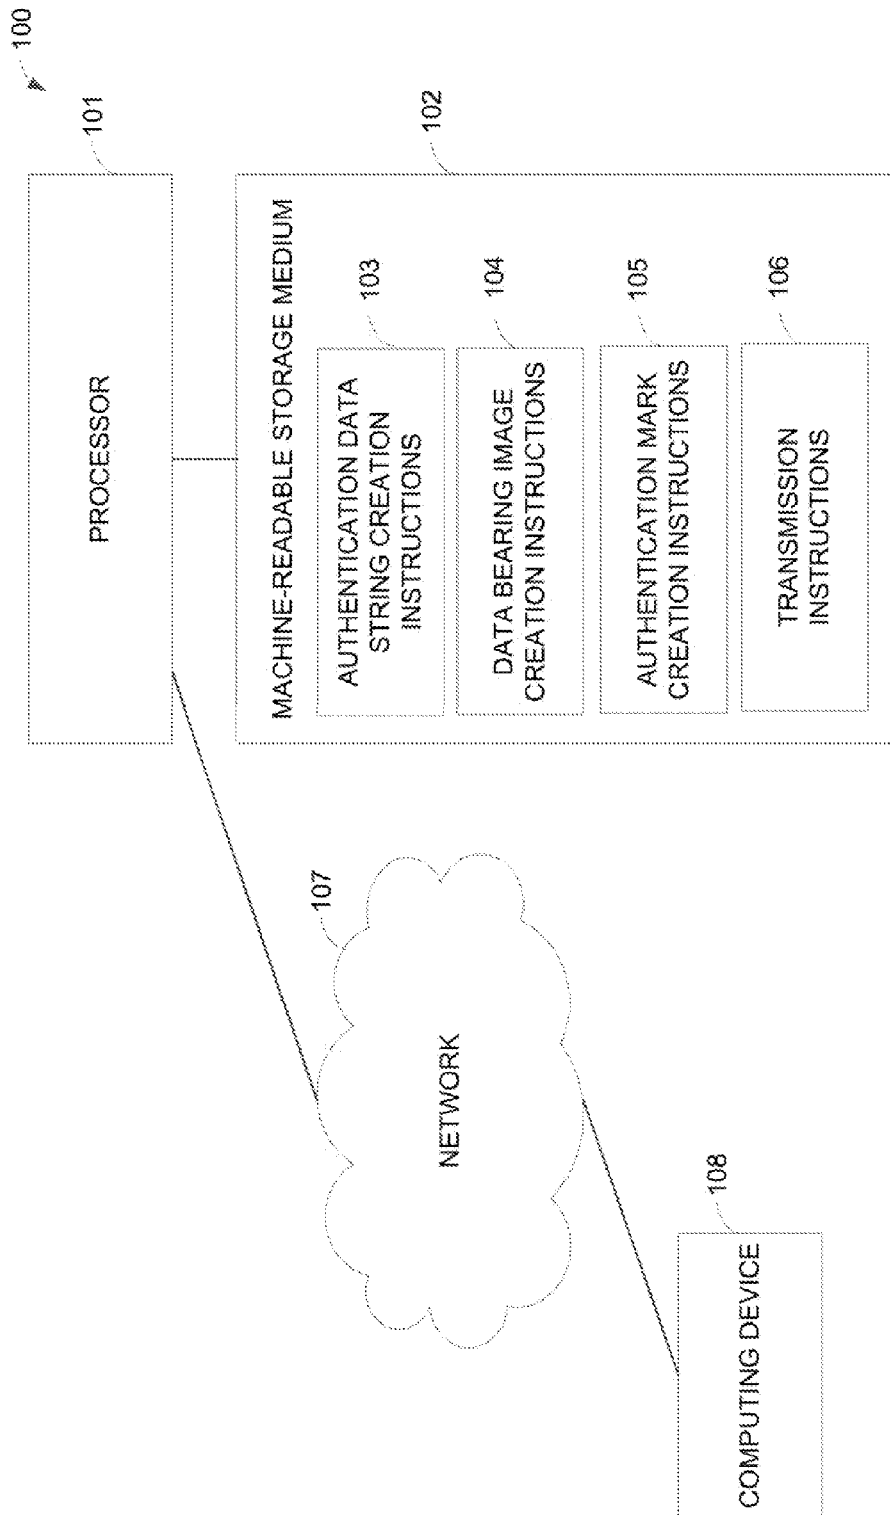 100
PROCESSOR
101
MACHINE-READABLE STORAGE MEDIUM
102
AUTHENTICATION DATA
STRING CREATION
INSTRUCTIONS
103
DATA BEARING IMAGE
CREATION INSTRUCTIONS
104
AUTHENTICATION MARK
CREATION INSTRUCTIONS
105
TRANSMISSION
INSTRUCTIONS
106
NETWORK
107
COMPUTING DEVICE
108